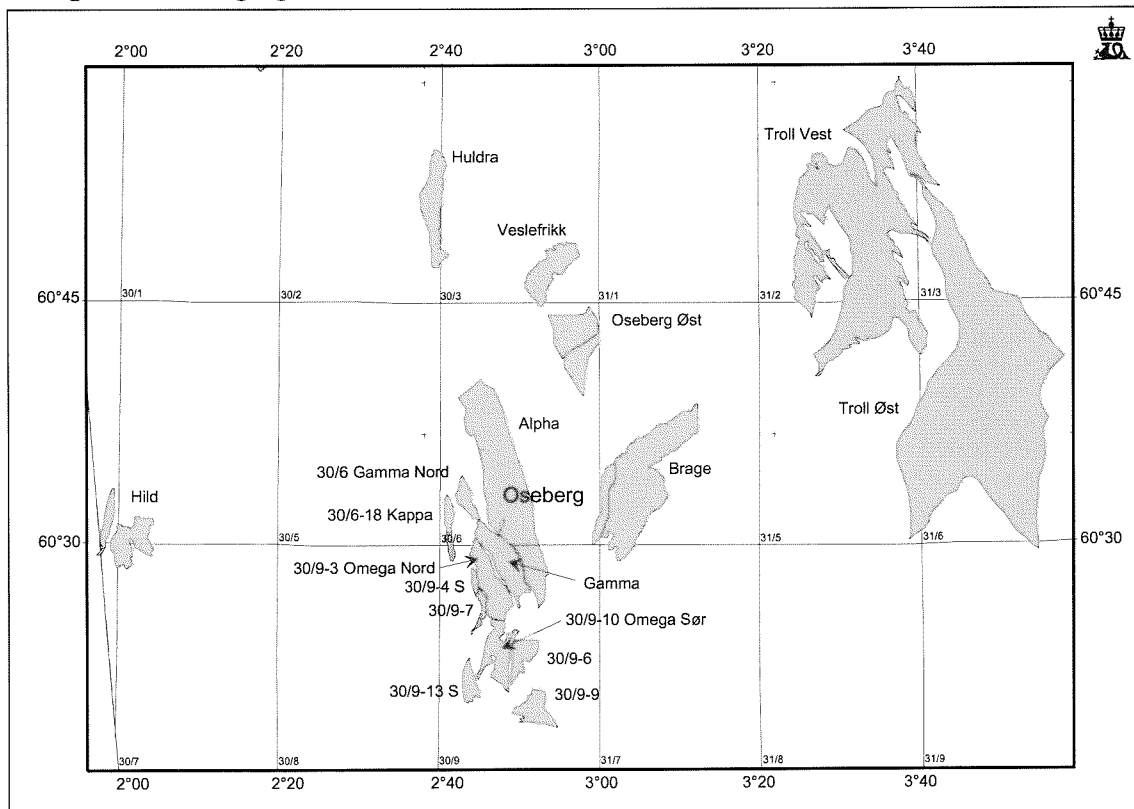 2°00 2°20 2°40 3°00 3°20 3°40
Troll Vest
Huldra
Veslefrikk
60°45 30/1 30/2 30/3 31/1 31/2 31/3 60°45
Oseberg Øst
Troll Øst
Alpha
Brage
30/6 Gamma Nord
Hild
Oseberg
30/6-18 Kappa
60°30 30/5 30/6 31/5 31/6 60°30
30/9-3 Omega Nord
Gamma
30/9-4 S
30/9-7
30/9-10 Omega Sør
30/9-6
30/9-13 S
30/9-9
30/7 30/8 30/9 31/7 31/8 31/9
2°00 2°20 2°40 3°00 3°20 3°40